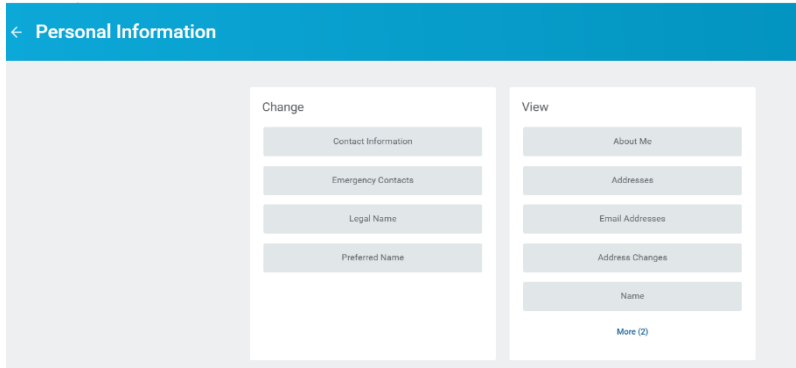 Personal Information
Change
Contact Information
Emergency Contacts
Legal Name
Preferred Name
View
About Me
Addresses
Email Addresses
Address Changes
Name
More (2)